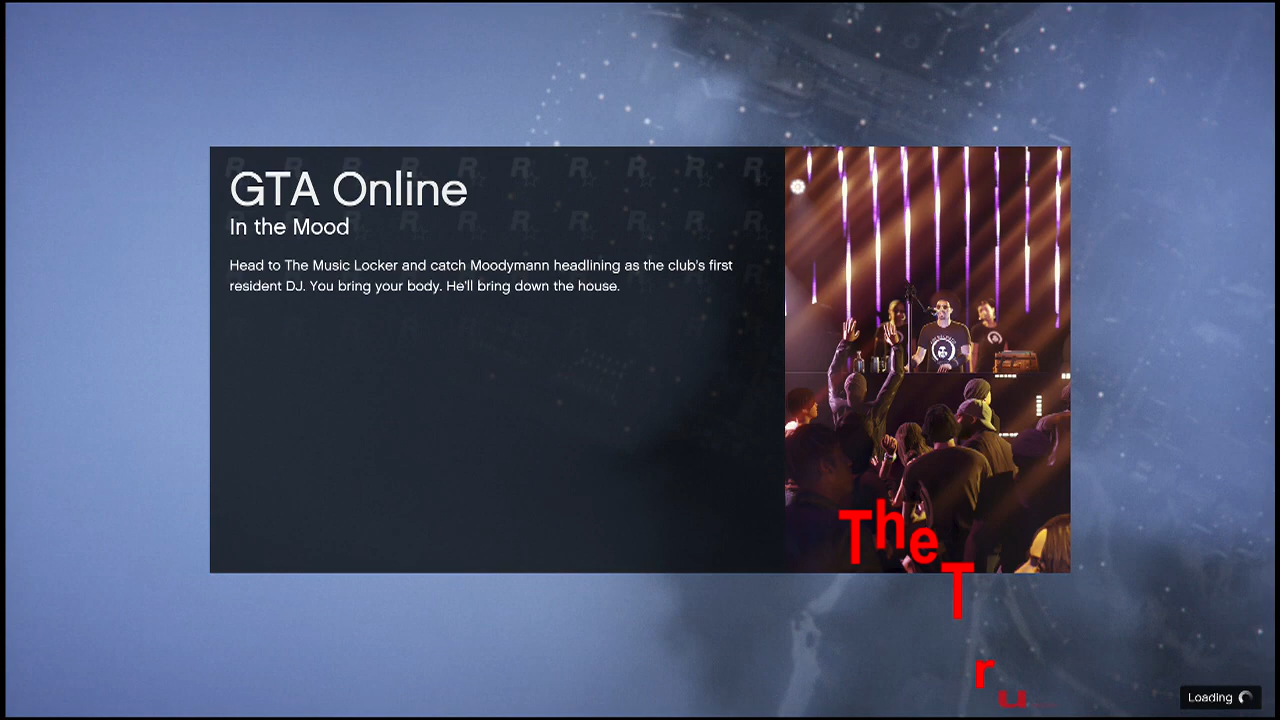 GTA Online
In the Mood
Head to The Music Locker and catch Moodymann headlining as the club's first
resident DJ. You bring your body. He'll bring down the house.
The Tru
Loading